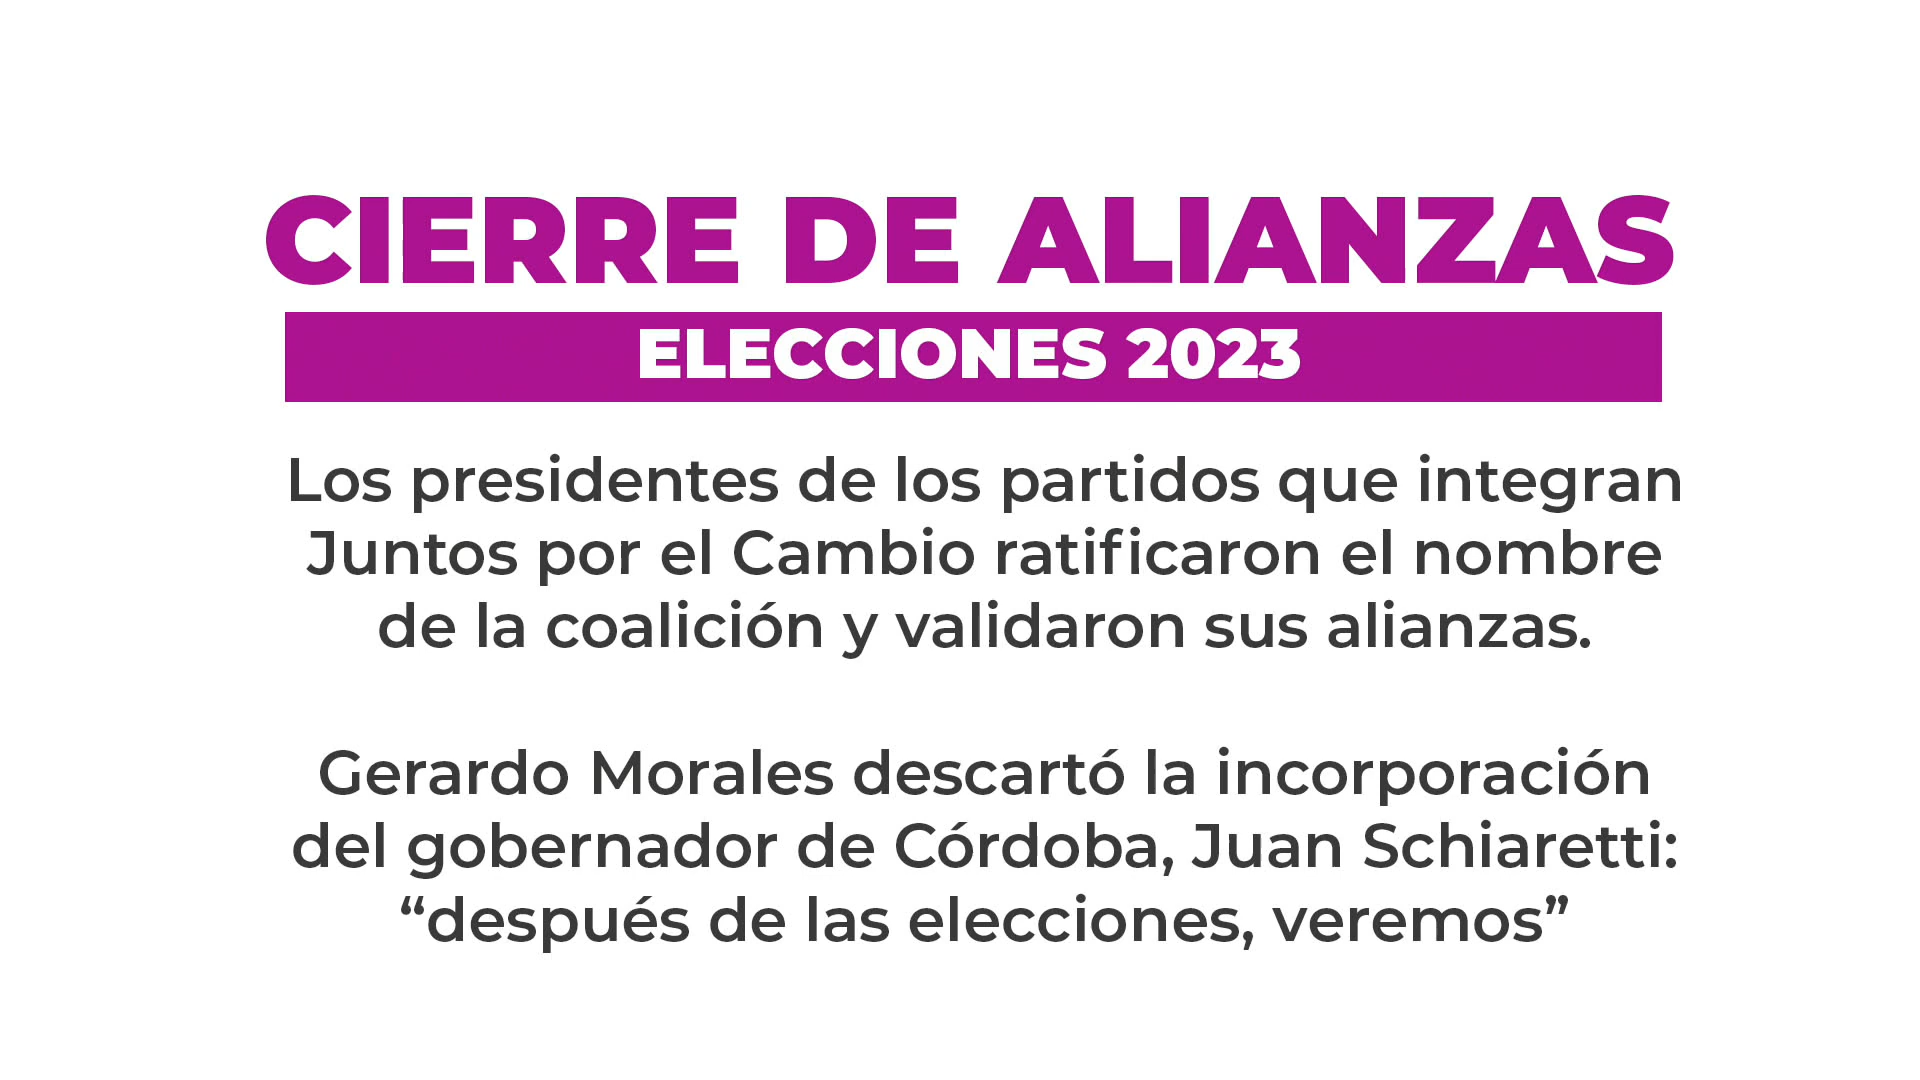 CIERRE DE ALIANZAS
ELECCIONES 2023
Los presidentes de los partidos que integran
Juntos por el Cambio ratificaron el nombre
de la coalición y validaron sus alianzas.
Gerardo Morales descartó la incorporación
del gobernador de Córdoba, Juan Schiaretti:
“después de las elecciones, veremos”